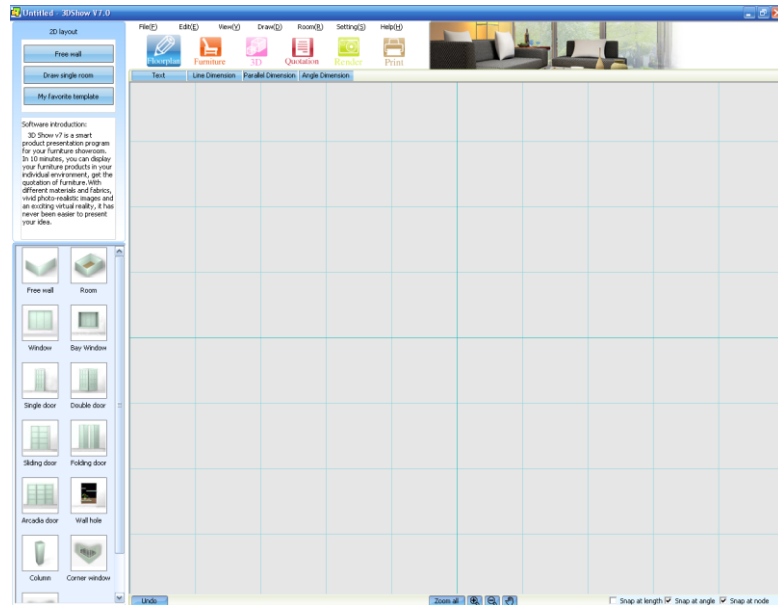 Untitled - 3DShow V7.0
2D layout
Free wall
Draw single room
My favorite template
Software introduction:
3D Show v7 is a smart
product presentation program
for your furniture showroom.
In 10 minutes, you can display
your furniture products in your
individual environment, get the
quotation of furniture.With
different materials and fabrics,
vivid photo-realistic images and
an exciting virtual reality, it has
never been easier to present
your idea.
File(F) Edit(E) View(V) Draw(D) Room(R) Setting(S) Help(H)
Floorplan Furniture 3D Quotation Render Print
Text Line Dimension Parallel Dimension Angle Dimension
Free wall Room
Window Bay Window
Single door Double door
Sliding door Folding door
Arcadia door Wall hole
Column Corner window
Undo Zoom all Snap at length Snap at angle Snap at node